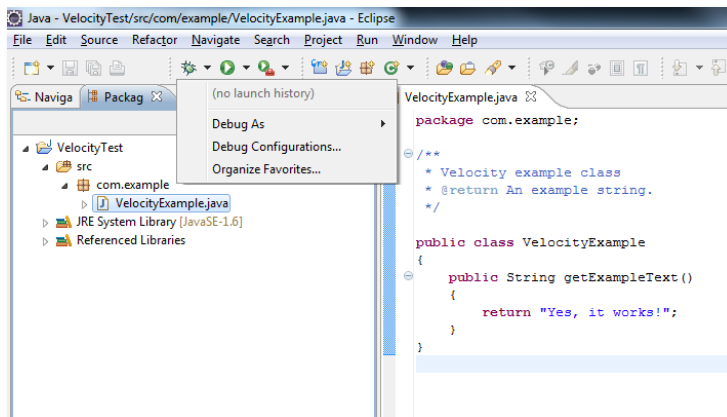 Java - VelocityTest/src/com/example/VelocityExample.java - Eclipse
File Edit Source Refactor Navigate Search Project Run Window Help
Naviga Packag
VelocityTest
src
com.example
VelocityExample.java
JRE System Library [JavaSE-1.6]
Referenced Libraries
(no launch history)
Debug As
Debug Configurations...
Organize Favorites...
VelocityExample.java
package com.example;
/**
* Velocity example class
* @return An example string.
*/
public class VelocityExample
{
public String getExampleText()
{
return "Yes, it works!";
}
}